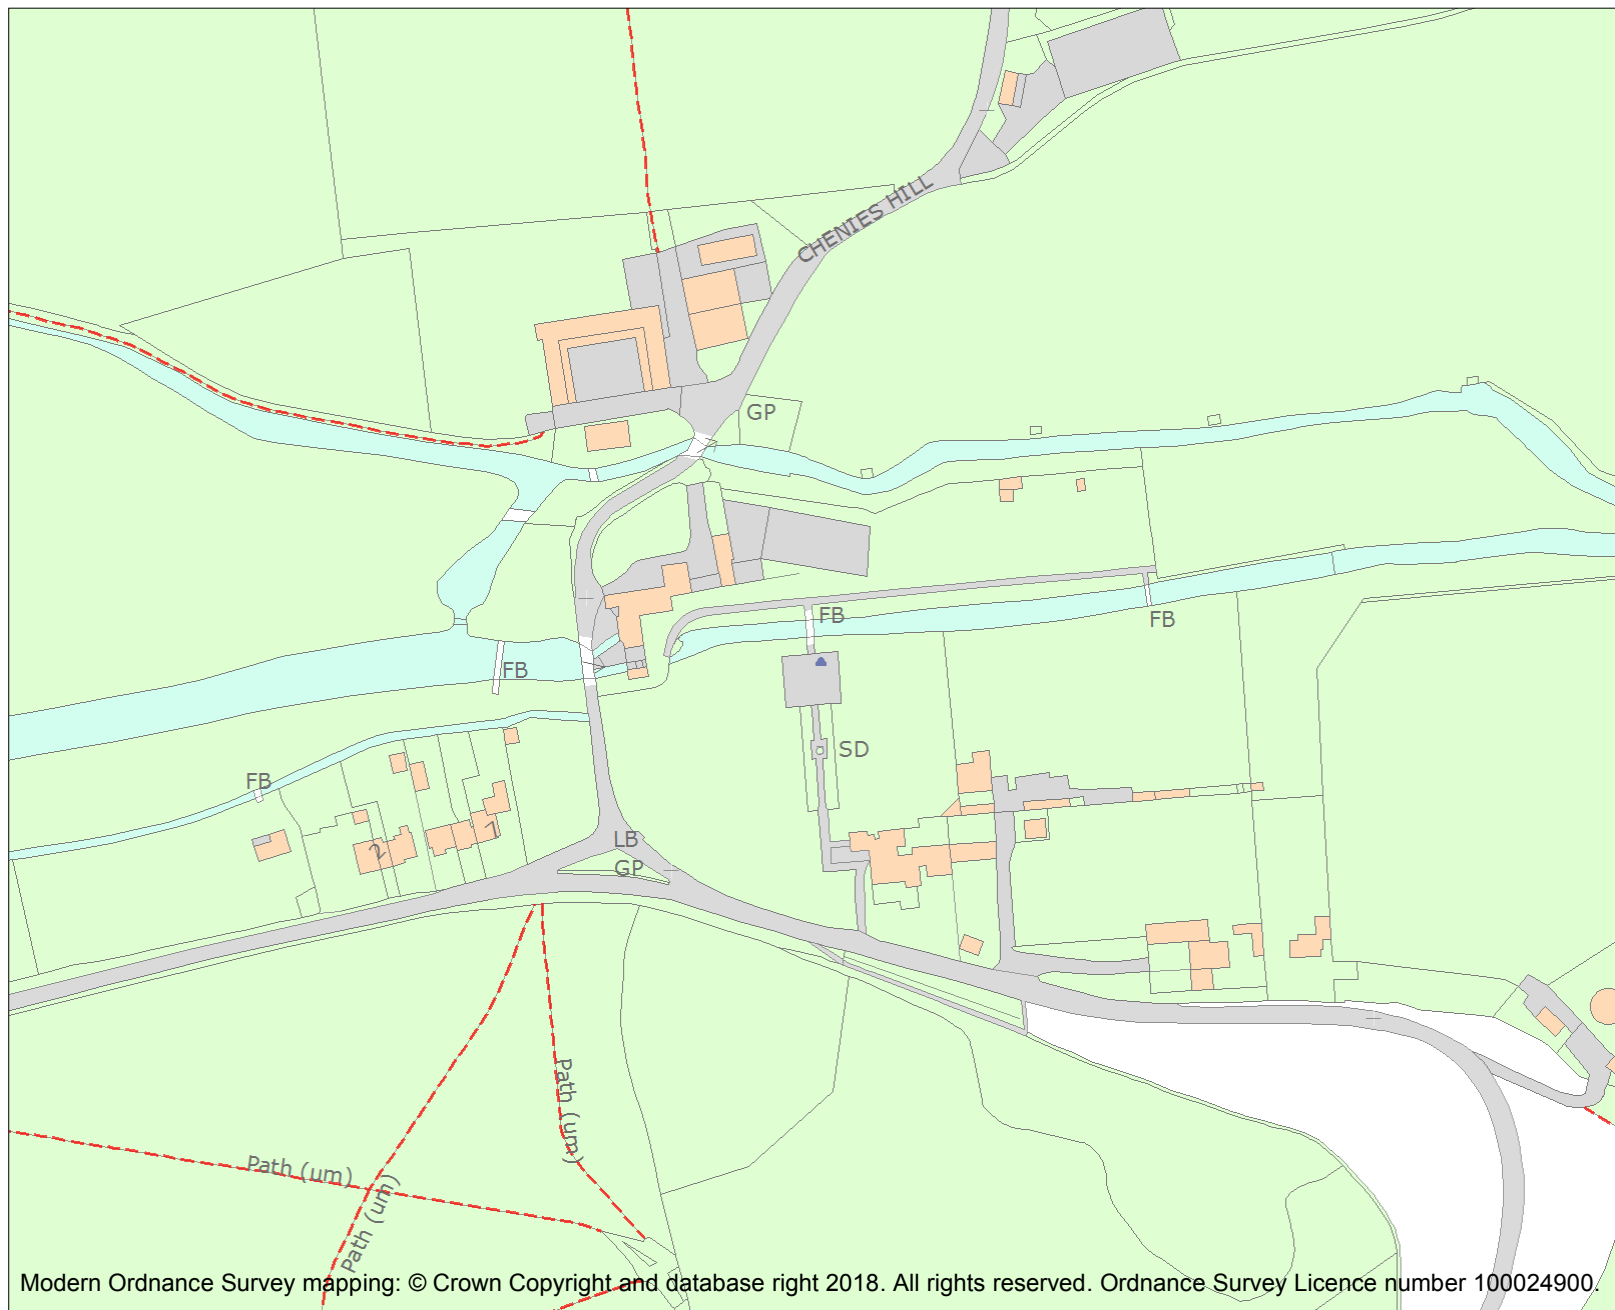 CHENIES HILL
GP
FB
FB
FB
SD
FB
LB
GP
2
1
Path (um)
Path (um)
Path (um)
Modern Ordnance Survey mapping: © Crown Copyright and database right 2018. All rights reserved. Ordnance Survey Licence number 100024900.